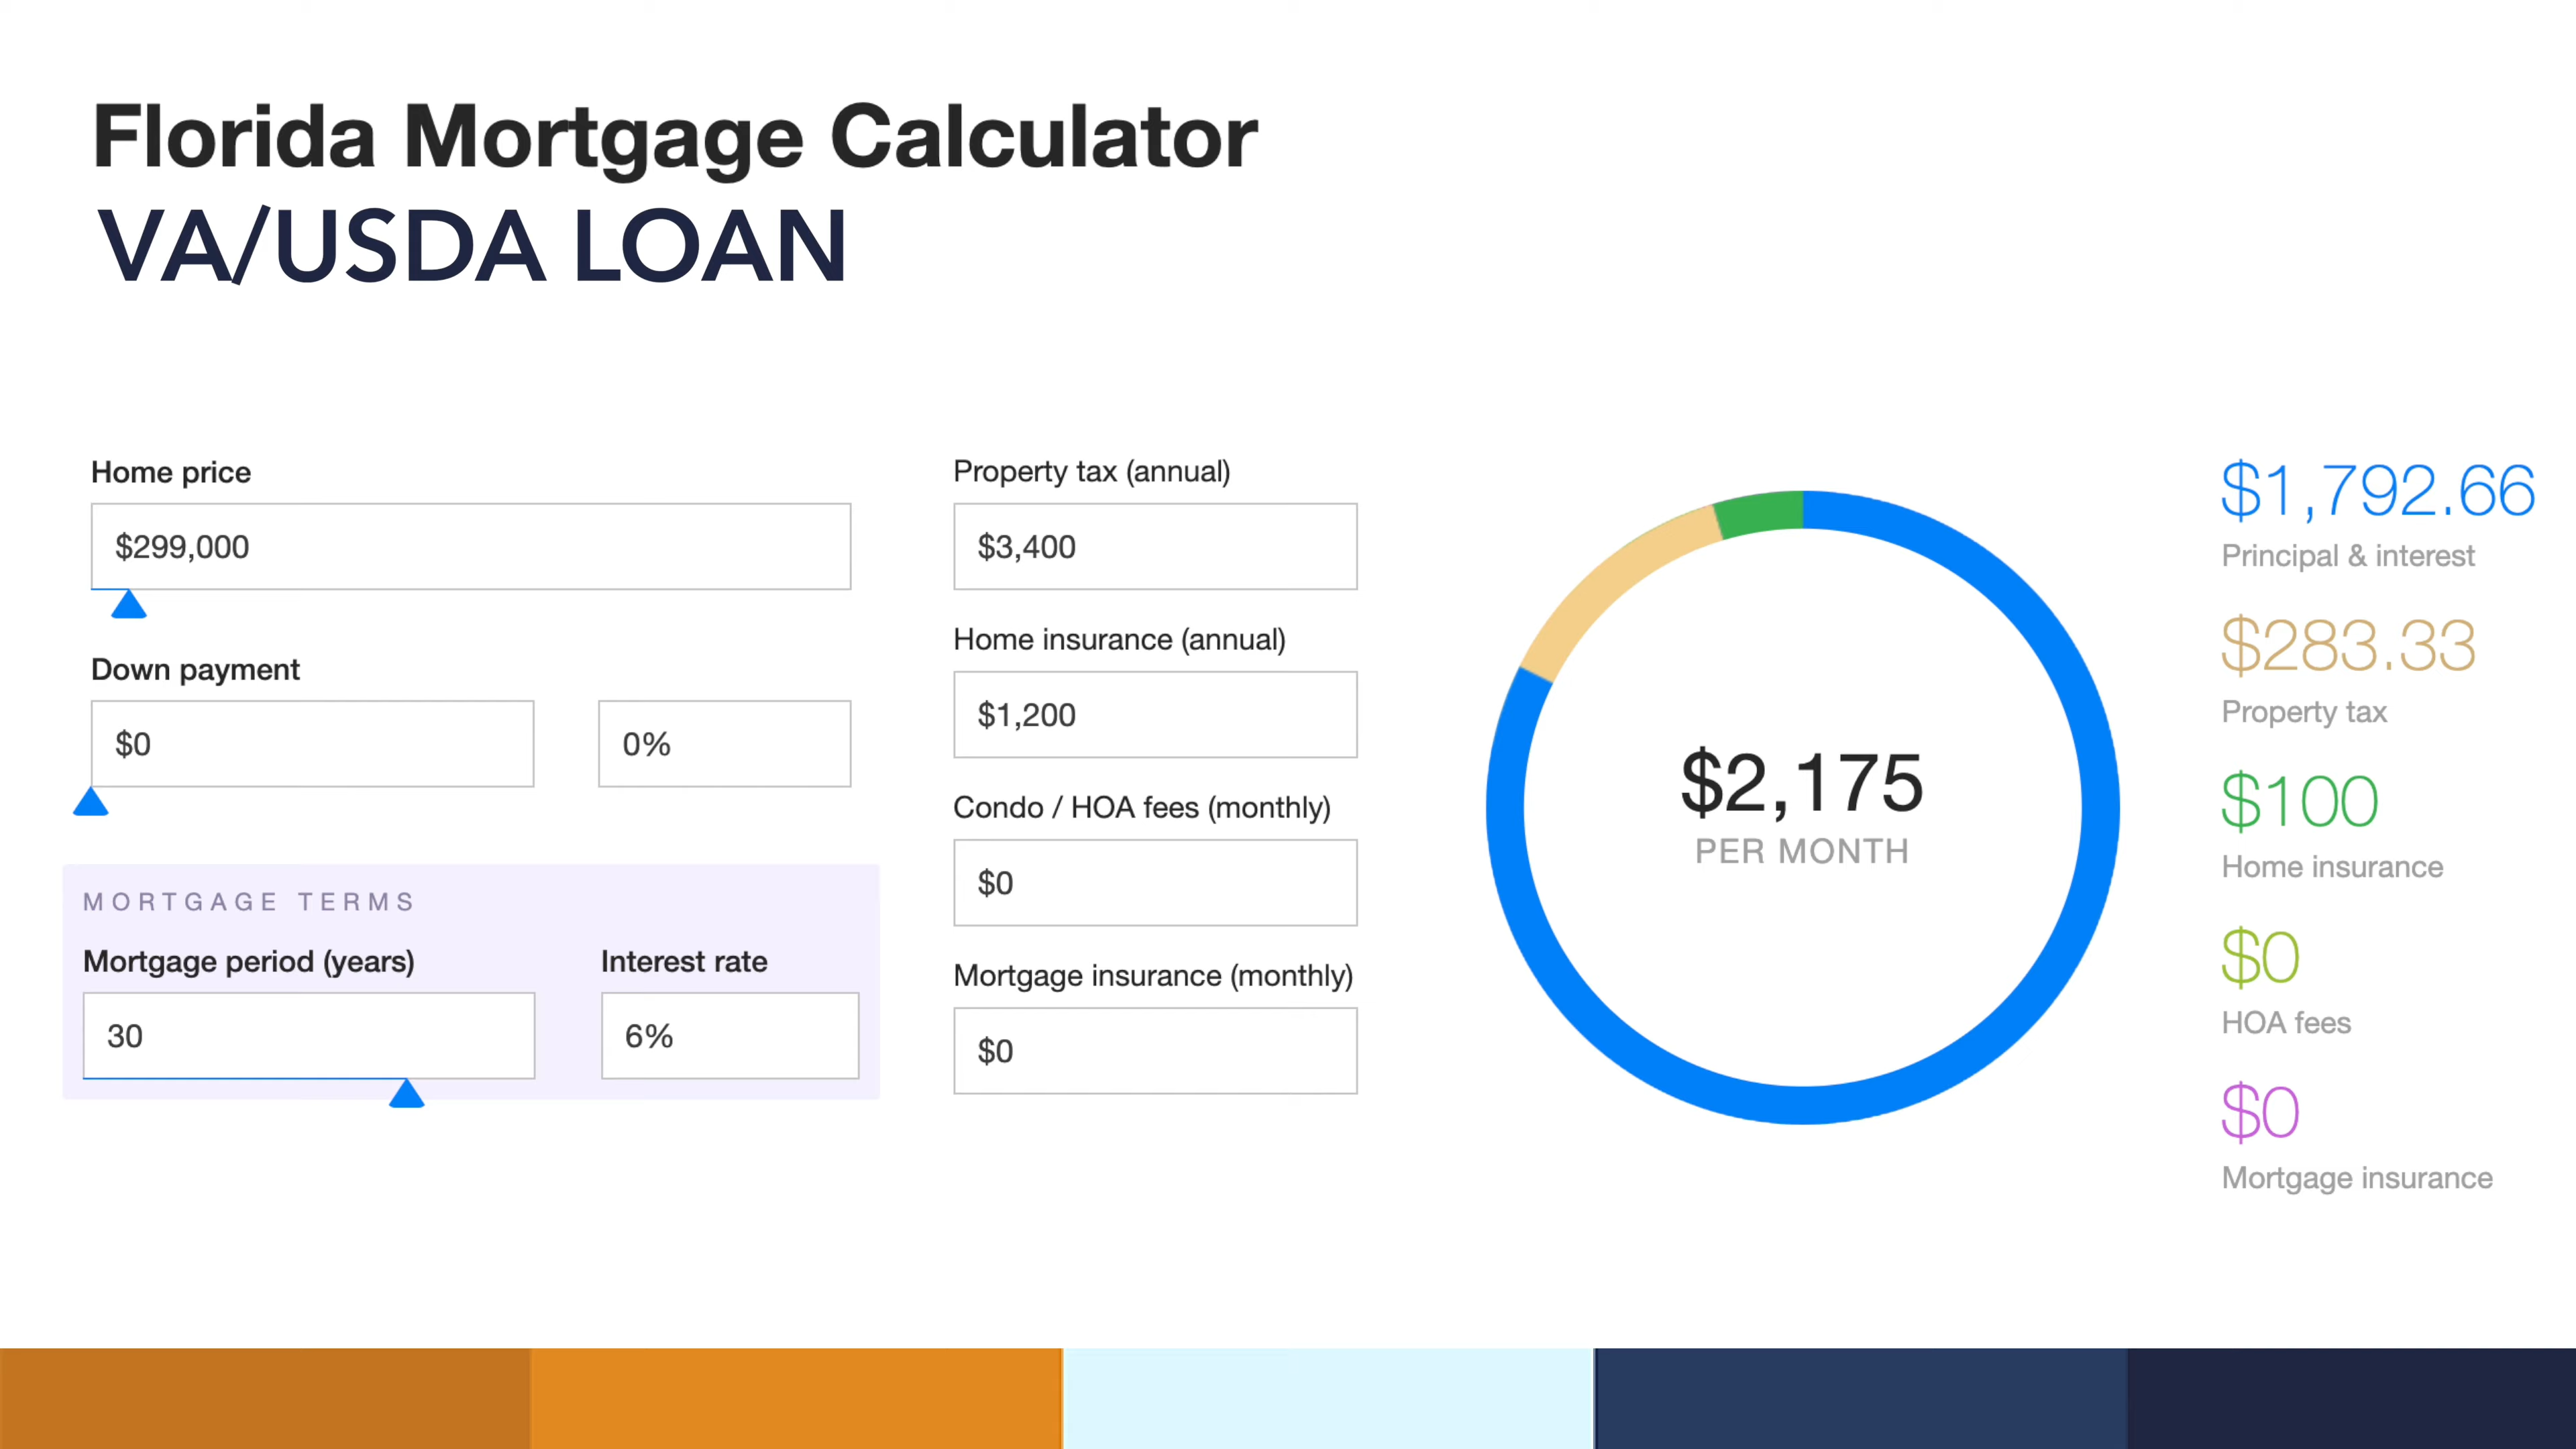 Florida Mortgage Calculator
VA/USDA LOAN
Home price
$299,000
Down payment
$0
0%
MORTGAGE TERMS
Mortgage period (years)
30
Interest rate
6%
Property tax (annual)
$3,400
Home insurance (annual)
$1,200
Condo / HOA fees (monthly)
$0
Mortgage insurance (monthly)
$0
$2,175
PER MONTH
$1,792.66
Principal & interest
$283.33
Property tax
$100
Home insurance
$0
HOA fees
$0
Mortgage insurance